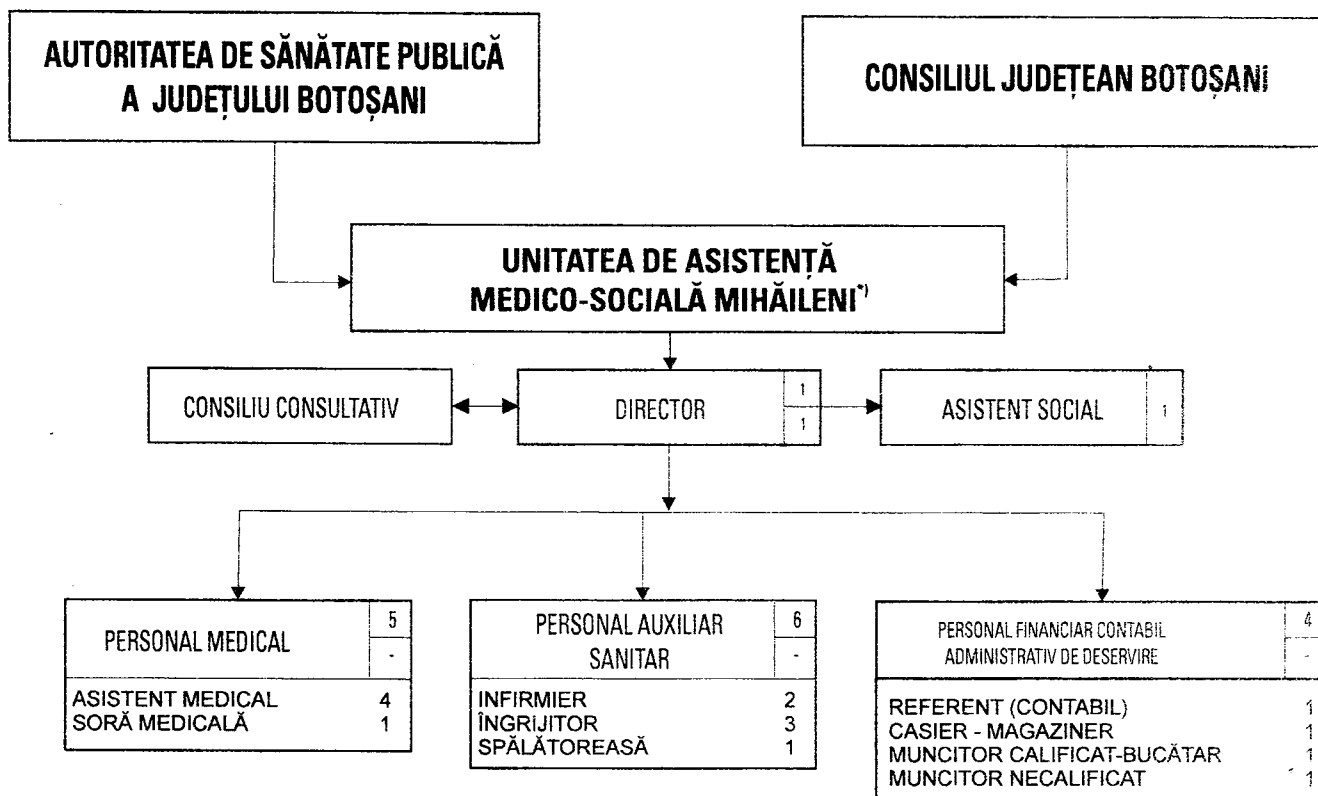 AUTORITATEA DE SĂNĂTATE PUBLICĂ
A JUDEȚULUI BOTOȘANI
CONSILIUL JUDEȚEAN BOTOȘANI
UNITATEA DE ASISTENȚĂ
MEDICO-SOCIALĂ MIHĂILENI*)
CONSILIU CONSULTATIV
DIRECTOR
1
1
ASISTENT SOCIAL
1
PERSONAL MEDICAL
5
-
ASISTENT MEDICAL 4
SORĂ MEDICALĂ 1
PERSONAL AUXILIAR
SANITAR
6
-
INFIRMIER 2
ÎNGRIJITOR 3
SPĂLĂTOREASĂ 1
PERSONAL FINANCIAR CONTABIL
ADMINISTRATIV DE DESERVIRE
4
-
REFERENT (CONTABIL) 1
CASIER - MAGAZINER 1
MUNCITOR CALIFICAT-BUCĂTAR 1
MUNCITOR NECALIFICAT 1